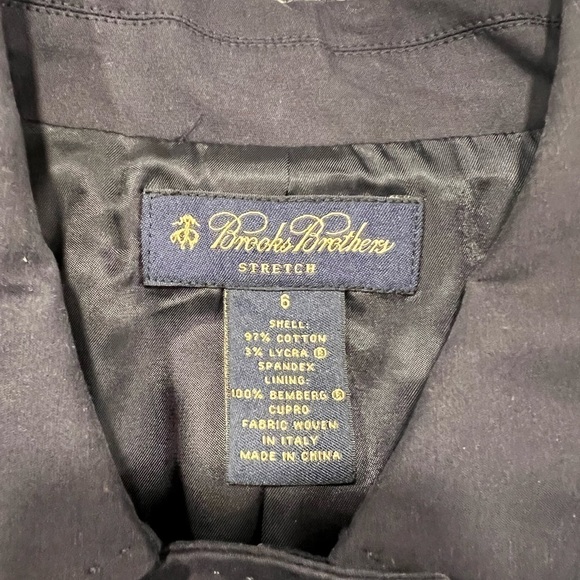 Brooks Brothers
STRETCH
6
SHELL:
97% COTTON
3% LYCRA ®
SPANDEX
LINING:
100% BEMBERG ®
CUPRO
FABRIC WOVEN
IN ITALY
MADE IN CHINA